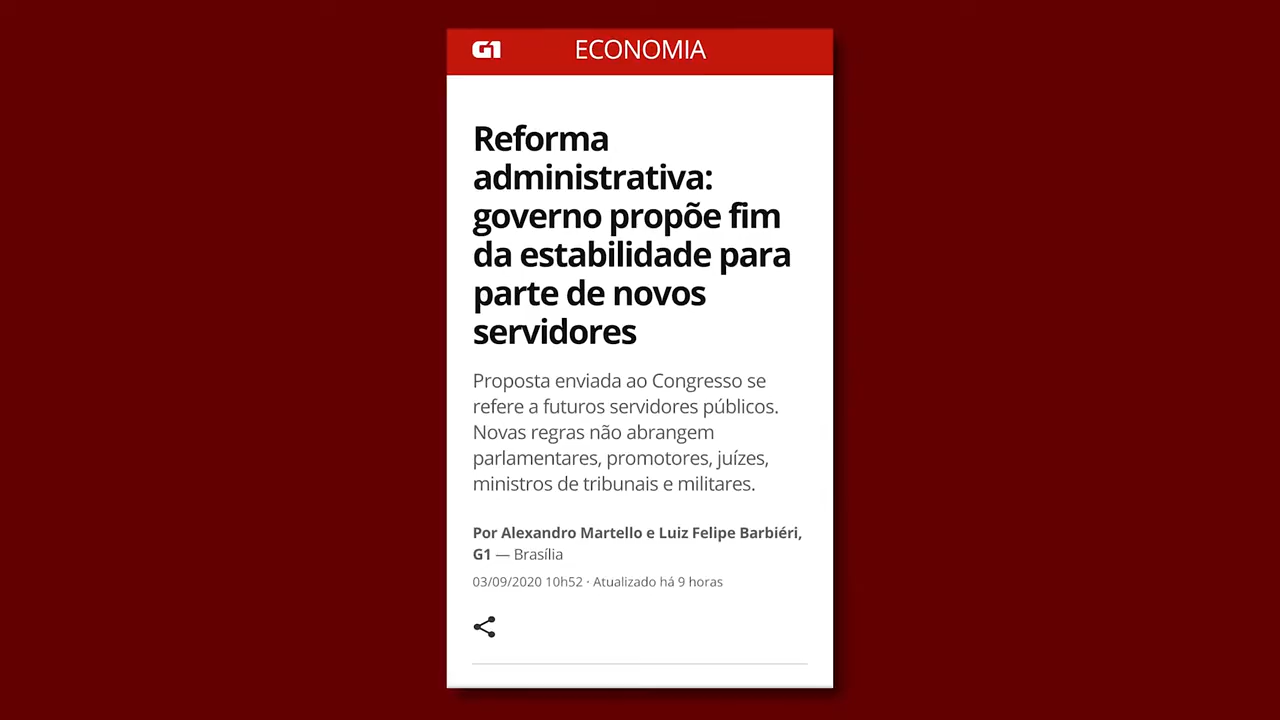 G1 ECONOMIA
Reforma
administrativa:
governo propõe fim
da estabilidade para
parte de novos
servidores
Proposta enviada ao Congresso se
refere a futuros servidores públicos.
Novas regras não abrangem
parlamentares, promotores, juízes,
ministros de tribunais e militares.
Por Alexandro Martello e Luiz Felipe Barbiéri,
G1 — Brasília
03/09/2020 10h52 · Atualizado há 9 horas